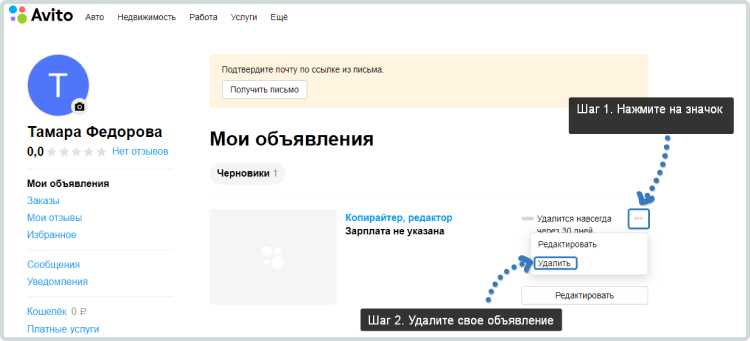 Avito
Авто
Недвижимость
Работа
Услуги
Ещё
Подтвердите почту по ссылке из письма.
Получить письмо
Т
Тамара Федорова
0,0
Нет отзывов
Мои объявления
Заказы
Мои отзывы
Избранное
Сообщения
Уведомления
Кошелёк 0 ₽
Платные услуги
Мои объявления
Черновики 1
Копирайтер, редактор
Зарплата не указана
Удалится навсегда
через 30 дней
Шаг 1. Нажмите на значок
Редактировать
Удалить
Редактировать
Шаг 2. Удалите свое объявление